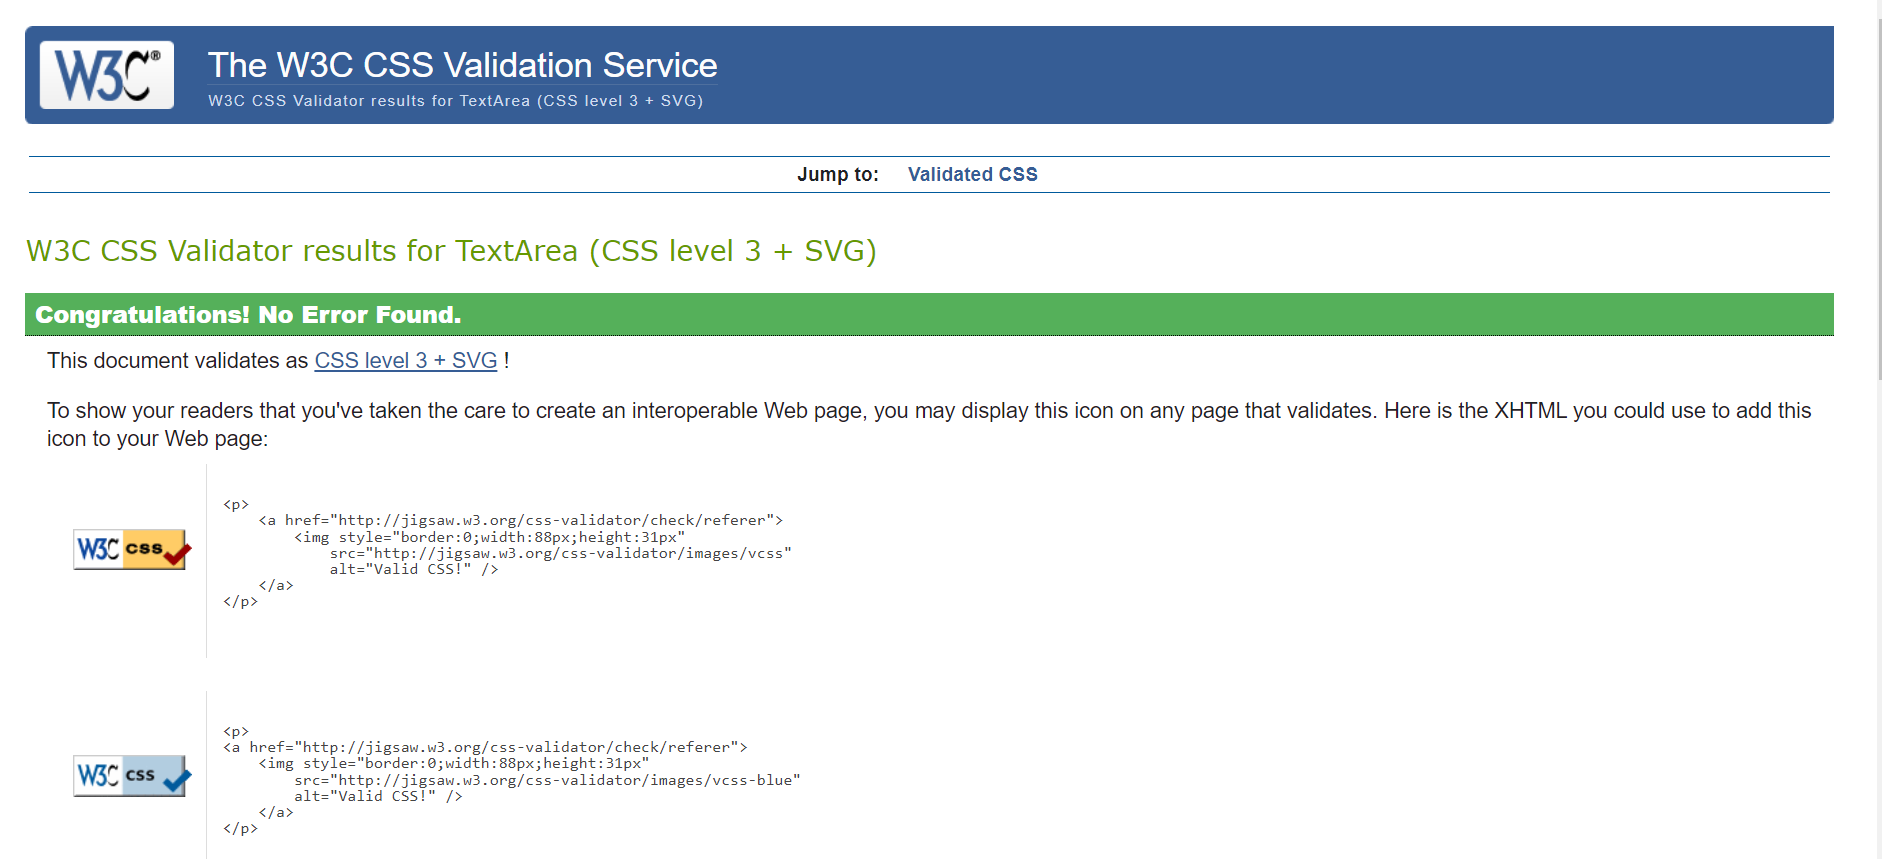 W3C®
The W3C CSS Validation Service
W3C CSS Validator results for TextArea (CSS level 3 + SVG)
Jump to: Validated CSS
W3C CSS Validator results for TextArea (CSS level 3 + SVG)
Congratulations! No Error Found.
This document validates as CSS level 3 + SVG !
To show your readers that you've taken the care to create an interoperable Web page, you may display this icon on any page that validates. Here is the XHTML you could use to add this
icon to your Web page:
W3C css
<p>
    <a href="http://jigsaw.w3.org/css-validator/check/referer">
        <img style="border:0;width:88px;height:31px"
            src="http://jigsaw.w3.org/css-validator/images/vcss"
            alt="Valid CSS!" />
    </a>
</p>
W3C css
<p>
<a href="http://jigsaw.w3.org/css-validator/check/referer">
    <img style="border:0;width:88px;height:31px"
        src="http://jigsaw.w3.org/css-validator/images/vcss-blue"
        alt="Valid CSS!" />
    </a>
</p>